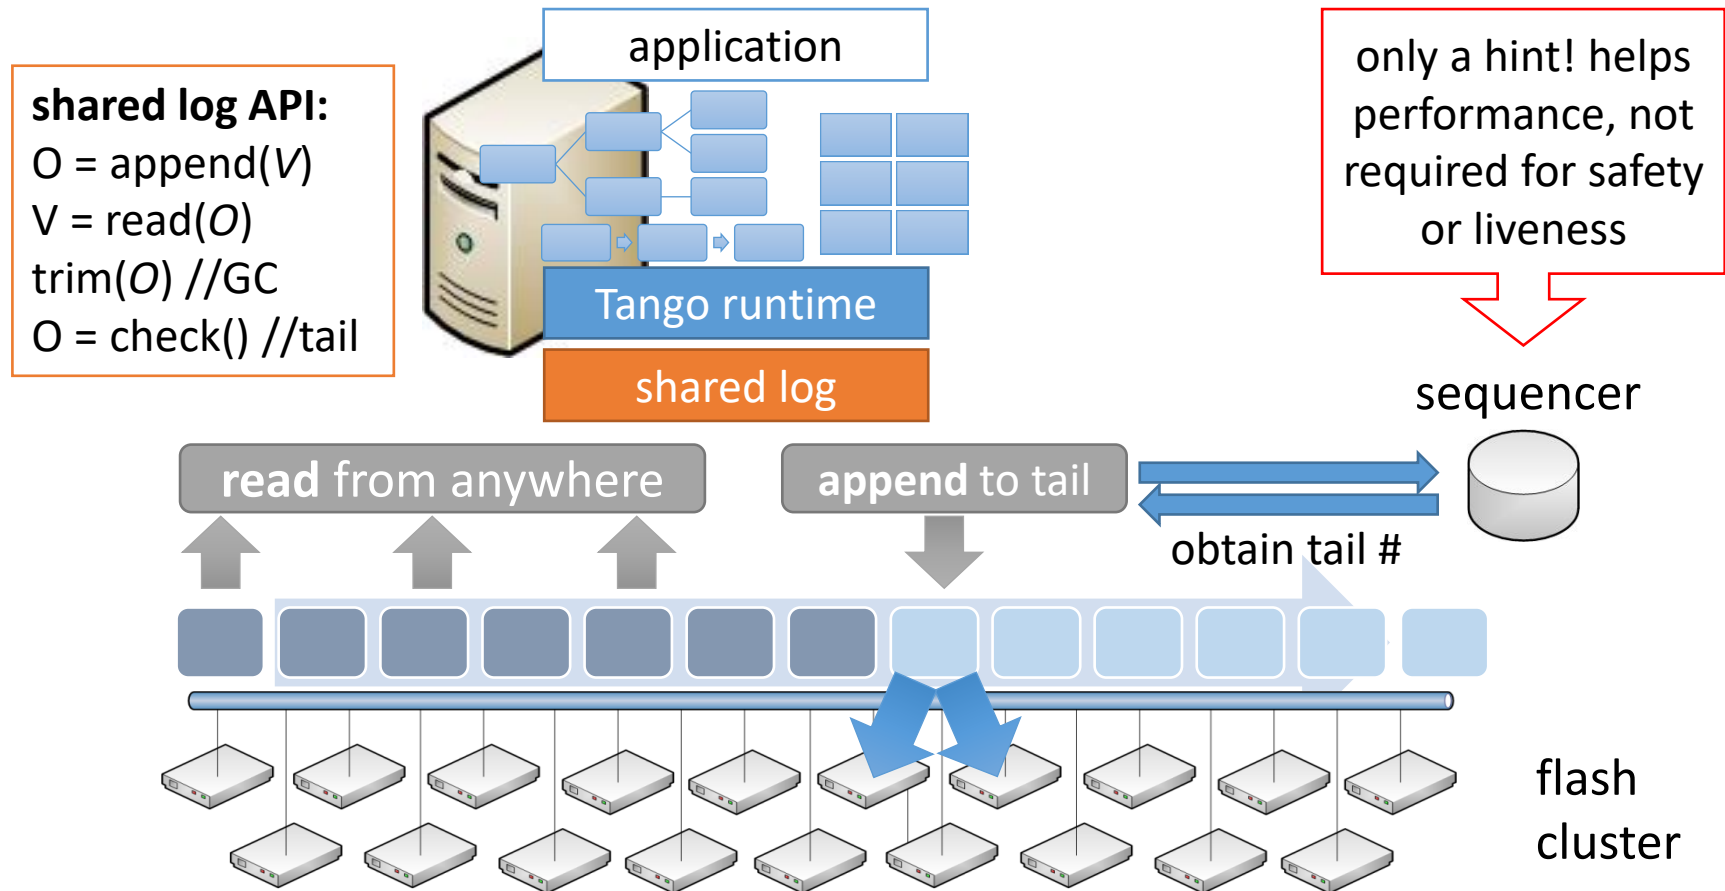 shared log API:
O = append(V)
V = read(O)
trim(O) //GC
O = check() //tail
application
Tango runtime
shared log
only a hint! helps
performance, not
required for safety
or liveness
sequencer
read from anywhere
append to tail
obtain tail #
flash
cluster